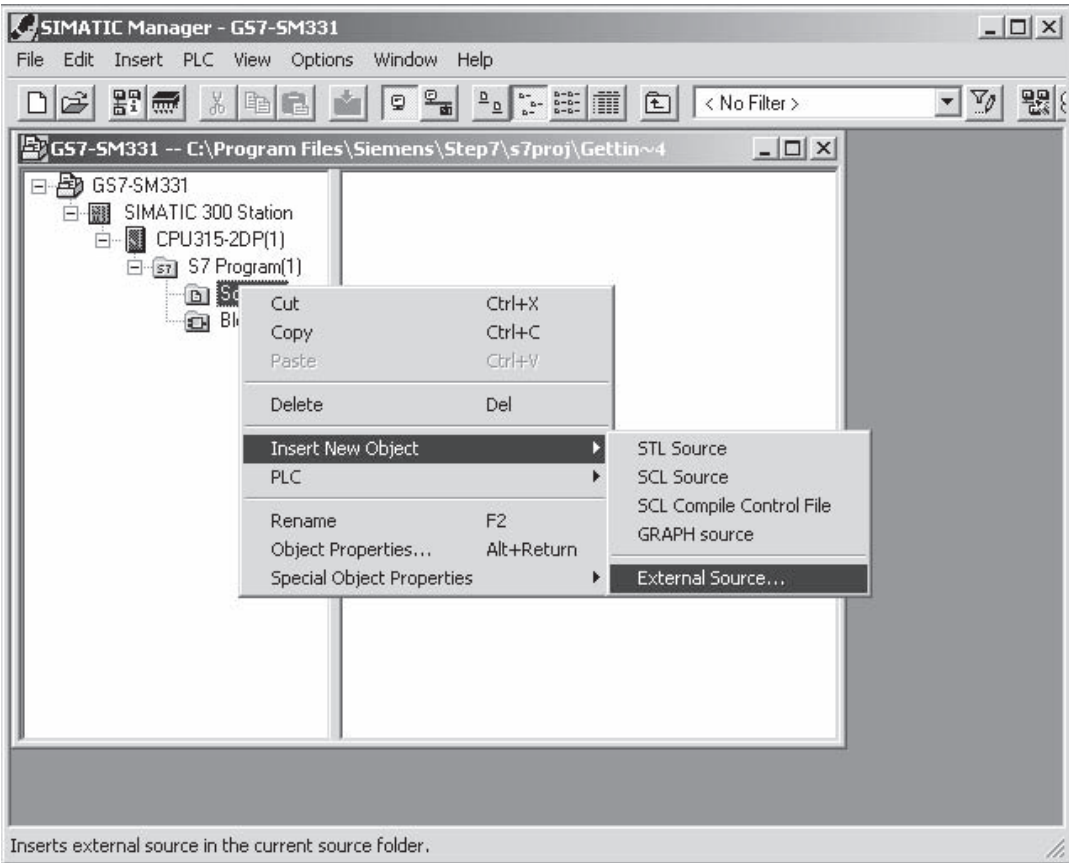 SIMATIC Manager - GS7-SM331
File Edit Insert PLC View Options Window Help
< No Filter >
GS7-SM331 -- C:\Program Files\Siemens\Step7\s7proj\Gettin~4
GS7-SM331
SIMATIC 300 Station
CPU315-2DP(1)
S7 Program(1)
Cut Ctrl+X
Copy Ctrl+C
Paste Ctrl+V
Delete Del
Insert New Object
PLC
Rename F2
Object Properties... Alt+Return
Special Object Properties
STL Source
SCL Source
SCL Compile Control File
GRAPH source
External Source...
Inserts external source in the current source folder.